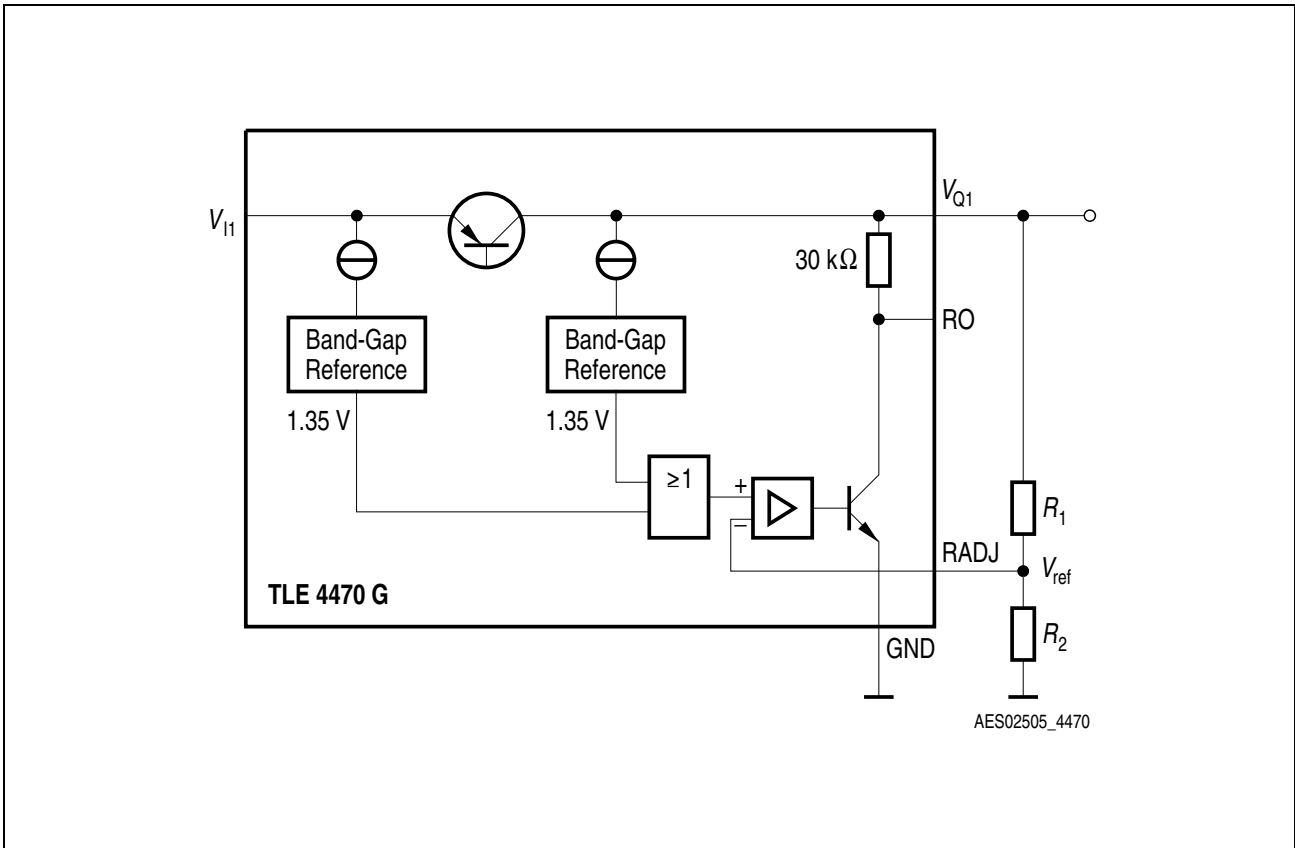 V_Q1
V_I1
30 kΩ
RO
Band-Gap
Reference
Band-Gap
Reference
1.35 V
1.35 V
≥1
+
–
R_1
RADJ
V_ref
TLE 4470 G
R_2
GND
AES02505_4470